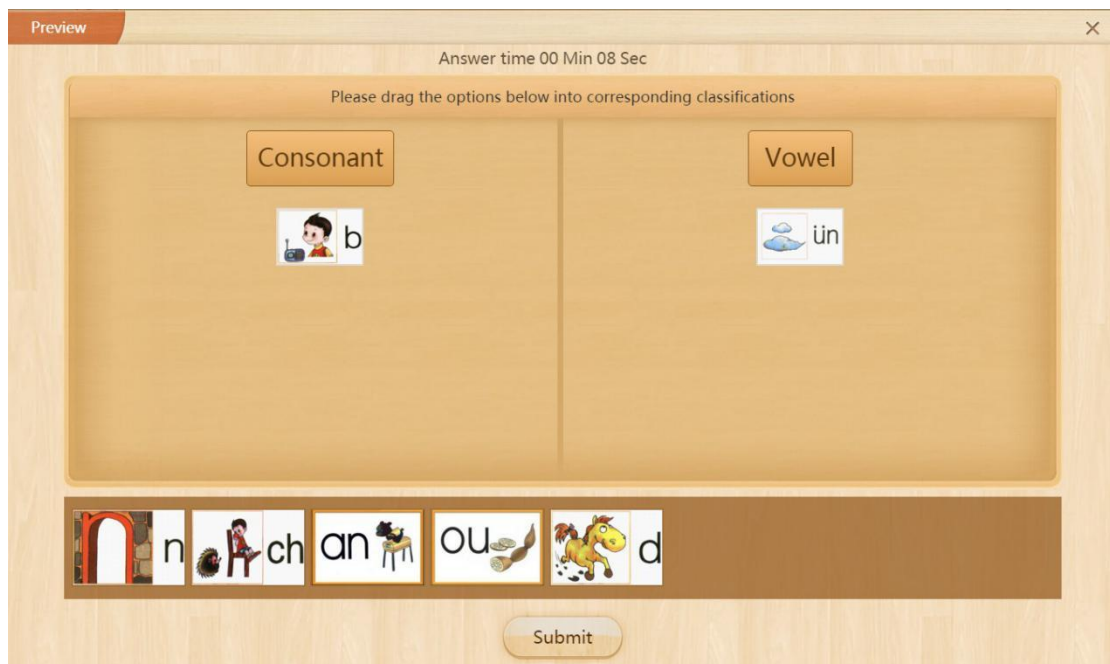 Preview
Answer time 00 Min 08 Sec
Please drag the options below into corresponding classifications
Consonant
Vowel
b
ün
n
ch
an
ou
d
Submit